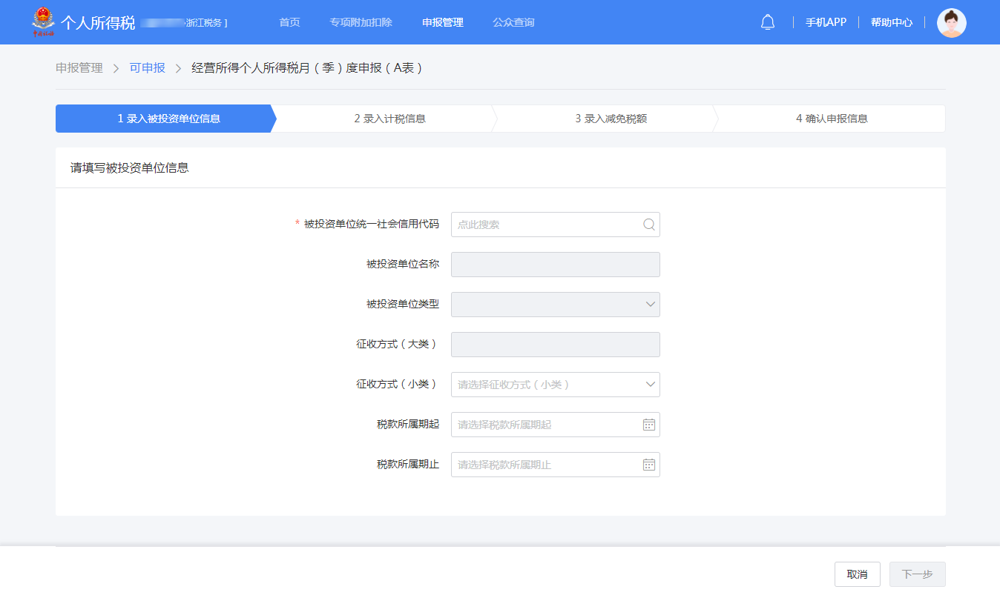 个人所得税 浙江税务 ] 首页 专项附加扣除 申报管理 公众查询 手机APP 帮助中心
申报管理 > 可申报 > 经营所得个人所得税月（季）度申报（A表）
1 录入被投资单位信息 2 录入计税信息 3 录入减免税额 4 确认申报信息
请填写被投资单位信息
* 被投资单位统一社会信用代码 点此搜索
被投资单位名称
被投资单位类型
征收方式（大类）
征收方式（小类） 请选择征收方式（小类）
税款所属期起 请选择税款所属期起
税款所属期止 请选择税款所属期止
取消 下一步